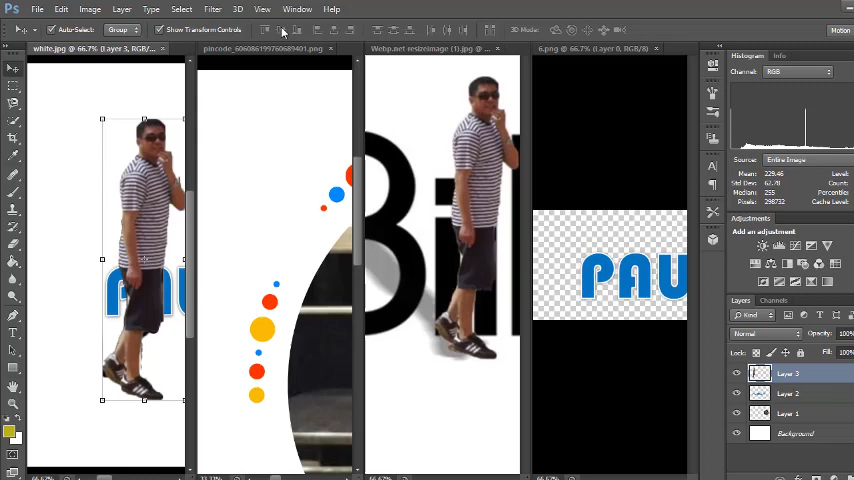 Ps File Edit Image Layer Type Select Filter 3D View Window Help
Auto-Select: Group Show Transform Controls 3D Mode: Motion
white.jpg @ 66.7% (Layer 3, RGB/... × pincode_606086199760689401.png × Webp.net-resizeimage (1).jpg @ ... × 6.png @ 66.7% (Layer 0, RGB/8) ×
Histogram Info
Channel: RGB
Source: Entire Image
Mean: 229.46 Level:
Std Dev: 62.78 Percentile:
Median: 255 Cache Level:
Pixels: 298732
Adjustments
Add an adjustment
Bi
PAU
PAU
Layers Channels
Kind
Normal Opacity: 100%
Lock: Fill: 100%
Layer 3
Layer 2
Layer 1
Background